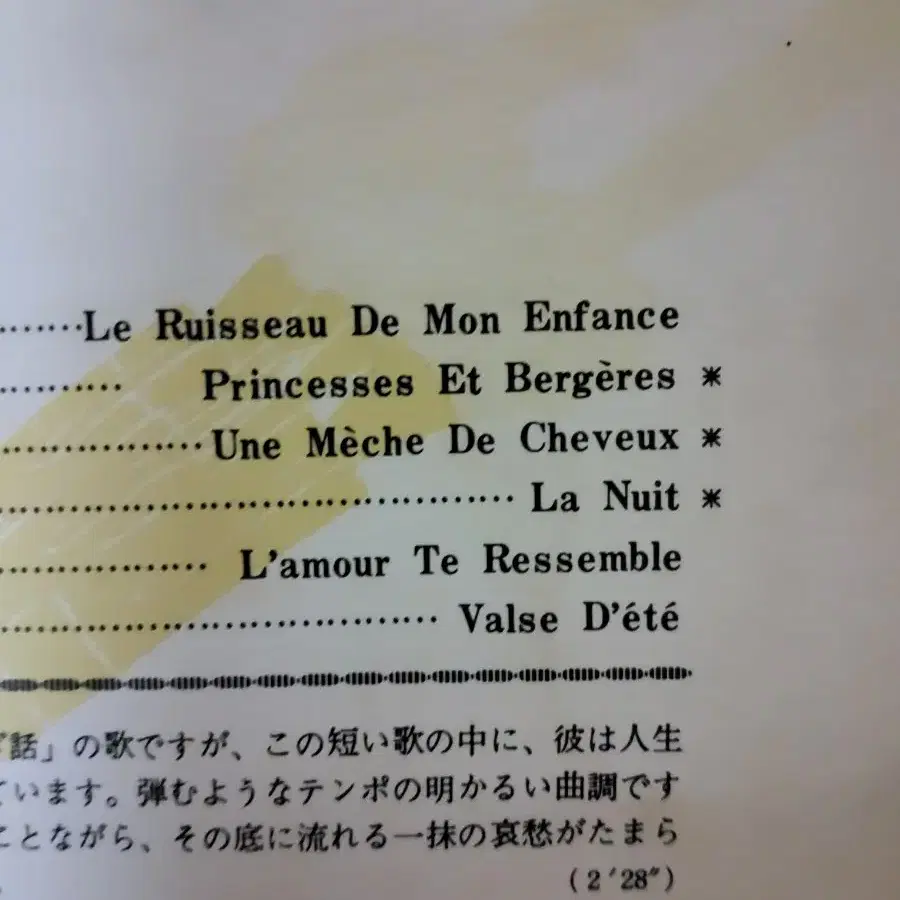 Le Ruisseau De Mon Enfance
Princesses Et Bergères *
Une Mèche De Cheveux *
La Nuit *
L'amour Te Ressemble
Valse D'été
話」の歌ですが、この短い歌の中に、彼は人生
ています。弾むようなテンポの明かるい曲調です
ことながら、その底に流れる一抹の哀愁がたまら
(2′28″)